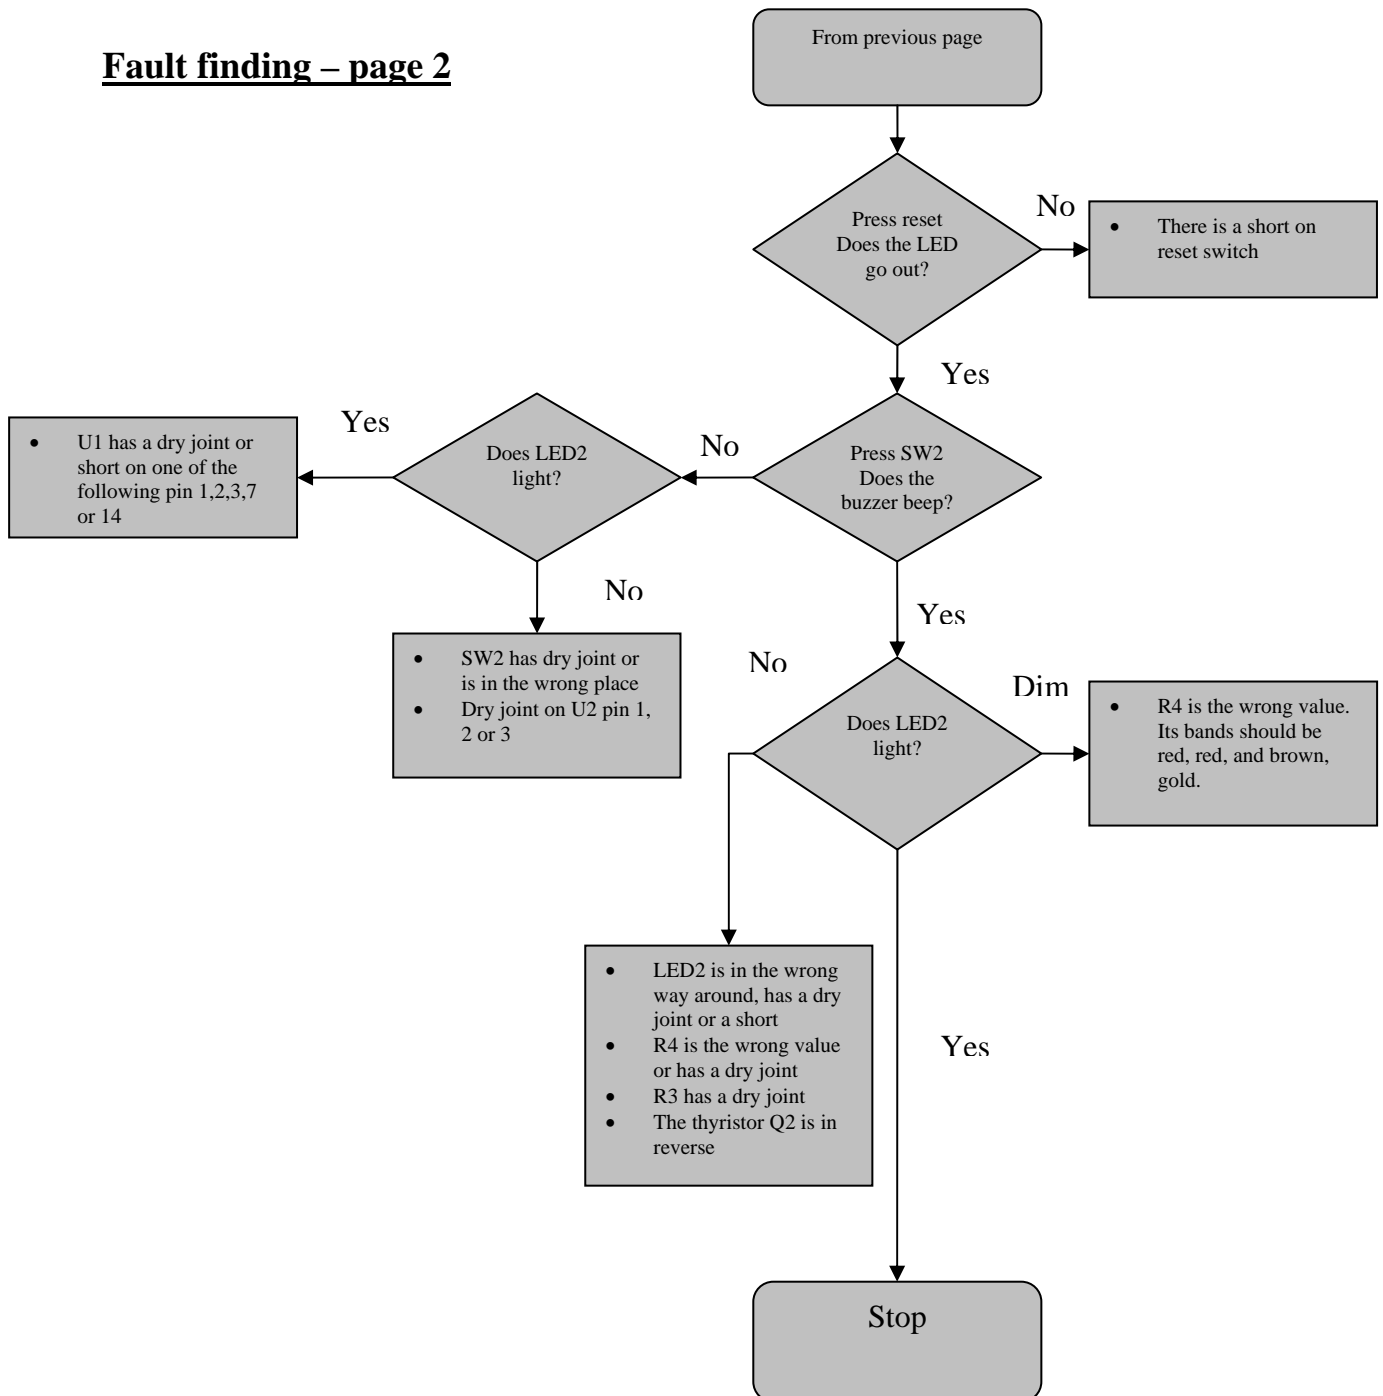 Fault finding – page 2
From previous page
Press reset
Does the LED
go out?
No
• There is a short on
reset switch
Yes
Press SW2
Does the
buzzer beep?
No
Does LED2
light?
Yes
• U1 has a dry joint or
short on one of the
following pin 1,2,3,7
or 14
No
• SW2 has dry joint or
is in the wrong place
• Dry joint on U2 pin 1,
2 or 3
Yes
Does LED2
light?
No
Dim
• R4 is the wrong value.
Its bands should be
red, red, and brown,
gold.
• LED2 is in the wrong
way around, has a dry
joint or a short
• R4 is the wrong value
or has a dry joint
• R3 has a dry joint
• The thyristor Q2 is in
reverse
Yes
Stop